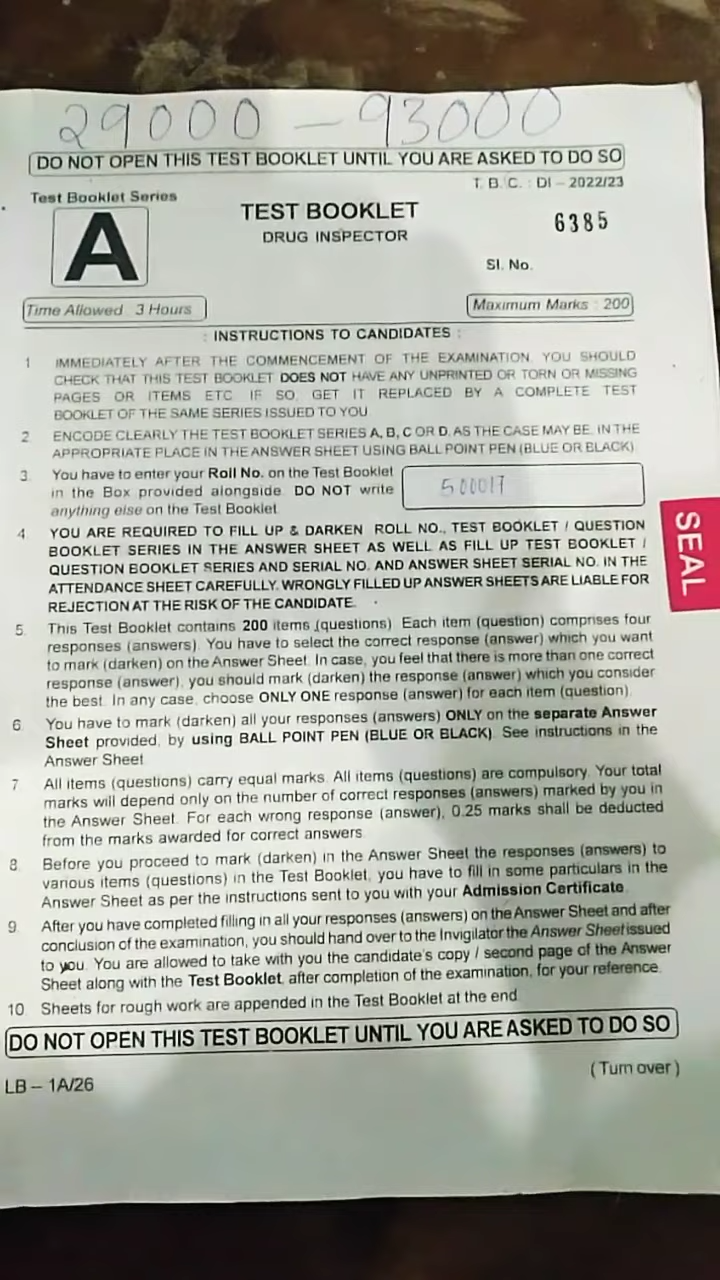 29000 - 93000
DO NOT OPEN THIS TEST BOOKLET UNTIL YOU ARE ASKED TO DO SO
T. B. C. : DI – 2022/23
Test Booklet Series
A
TEST BOOKLET
DRUG INSPECTOR
6385
Sl. No.
Time Allowed : 3 Hours
Maximum Marks : 200
: INSTRUCTIONS TO CANDIDATES :
1. IMMEDIATELY AFTER THE COMMENCEMENT OF THE EXAMINATION, YOU SHOULD
CHECK THAT THIS TEST BOOKLET DOES NOT HAVE ANY UNPRINTED OR TORN OR MISSING
PAGES OR ITEMS ETC. IF SO, GET IT REPLACED BY A COMPLETE TEST
BOOKLET OF THE SAME SERIES ISSUED TO YOU.
2. ENCODE CLEARLY THE TEST BOOKLET SERIES A, B, C OR D, AS THE CASE MAY BE, IN THE
APPROPRIATE PLACE IN THE ANSWER SHEET USING BALL POINT PEN (BLUE OR BLACK).
3. You have to enter your Roll No. on the Test Booklet
in the Box provided alongside. DO NOT write
anything else on the Test Booklet.
500017
4. YOU ARE REQUIRED TO FILL UP & DARKEN ROLL NO., TEST BOOKLET / QUESTION
BOOKLET SERIES IN THE ANSWER SHEET AS WELL AS FILL UP TEST BOOKLET /
QUESTION BOOKLET SERIES AND SERIAL NO. AND ANSWER SHEET SERIAL NO. IN THE
ATTENDANCE SHEET CAREFULLY. WRONGLY FILLED UP ANSWER SHEETS ARE LIABLE FOR
REJECTION AT THE RISK OF THE CANDIDATE.
SEAL
5. This Test Booklet contains 200 items (questions). Each item (question) comprises four
responses (answers). You have to select the correct response (answer) which you want
to mark (darken) on the Answer Sheet. In case, you feel that there is more than one correct
response (answer), you should mark (darken) the response (answer) which you consider
the best. In any case, choose ONLY ONE response (answer) for each item (question).
6. You have to mark (darken) all your responses (answers) ONLY on the separate Answer
Sheet provided, by using BALL POINT PEN (BLUE OR BLACK). See instructions in the
Answer Sheet.
7. All items (questions) carry equal marks. All items (questions) are compulsory. Your total
marks will depend only on the number of correct responses (answers) marked by you in
the Answer Sheet. For each wrong response (answer), 0.25 marks shall be deducted
from the marks awarded for correct answers.
8. Before you proceed to mark (darken) in the Answer Sheet the responses (answers) to
various items (questions) in the Test Booklet, you have to fill in some particulars in the
Answer Sheet as per the instructions sent to you with your Admission Certificate.
9. After you have completed filling in all your responses (answers) on the Answer Sheet and after
conclusion of the examination, you should hand over to the Invigilator the Answer Sheet issued
to you. You are allowed to take with you the candidate's copy / second page of the Answer
Sheet along with the Test Booklet, after completion of the examination, for your reference.
10. Sheets for rough work are appended in the Test Booklet at the end.
DO NOT OPEN THIS TEST BOOKLET UNTIL YOU ARE ASKED TO DO SO
LB – 1A/26
( Turn over )